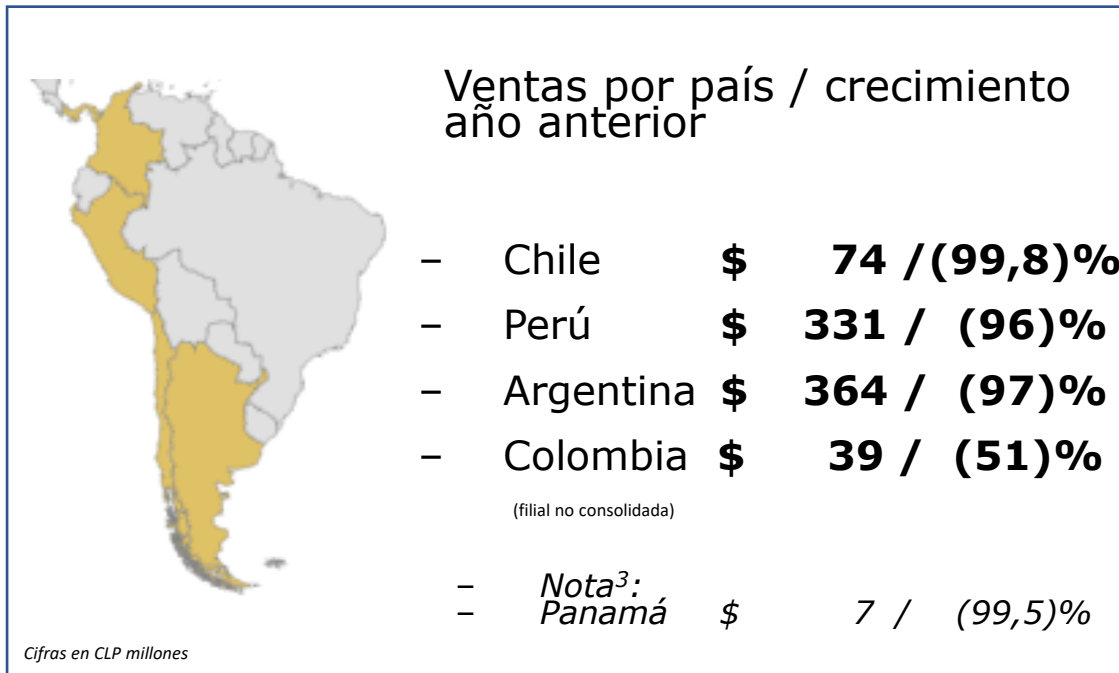 Ventas por país / crecimiento
año anterior
– Chile $ 74 /(99,8)%
– Perú $ 331 / (96)%
– Argentina $ 364 / (97)%
– Colombia $ 39 / (51)%
(filial no consolidada)
– Nota³:
– Panamá $ 7 / (99,5)%
Cifras en CLP millones